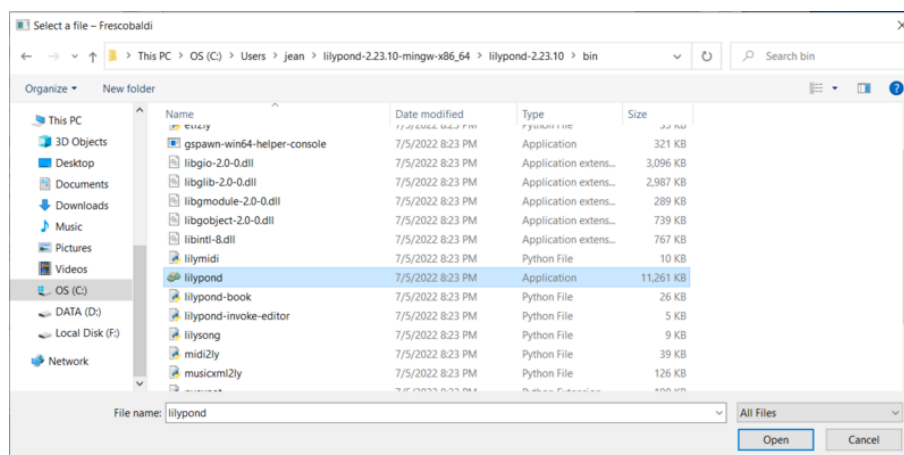 Select a file – Frescobaldi
This PC > OS (C:) > Users > jean > lilypond-2.23.10-mingw-x86_64 > lilypond-2.23.10 > bin
Search bin
Organize New folder
This PC
3D Objects
Desktop
Documents
Downloads
Music
Pictures
Videos
OS (C:)
DATA (D:)
Local Disk (F:)
Network
Name Date modified Type Size
etf2ly 7/5/2022 8:23 PM Python File 33 KB
gspawn-win64-helper-console 7/5/2022 8:23 PM Application 321 KB
libgio-2.0-0.dll 7/5/2022 8:23 PM Application extens... 3,096 KB
libglib-2.0-0.dll 7/5/2022 8:23 PM Application extens... 2,987 KB
libgmodule-2.0-0.dll 7/5/2022 8:23 PM Application extens... 289 KB
libgobject-2.0-0.dll 7/5/2022 8:23 PM Application extens... 739 KB
libintl-8.dll 7/5/2022 8:23 PM Application extens... 767 KB
lilymidi 7/5/2022 8:23 PM Python File 10 KB
lilypond 7/5/2022 8:23 PM Application 11,261 KB
lilypond-book 7/5/2022 8:23 PM Python File 26 KB
lilypond-invoke-editor 7/5/2022 8:23 PM Python File 5 KB
lilysong 7/5/2022 8:23 PM Python File 9 KB
midi2ly 7/5/2022 8:23 PM Python File 39 KB
musicxml2ly 7/5/2022 8:23 PM Python File 126 KB
File name: lilypond
All Files
Open Cancel